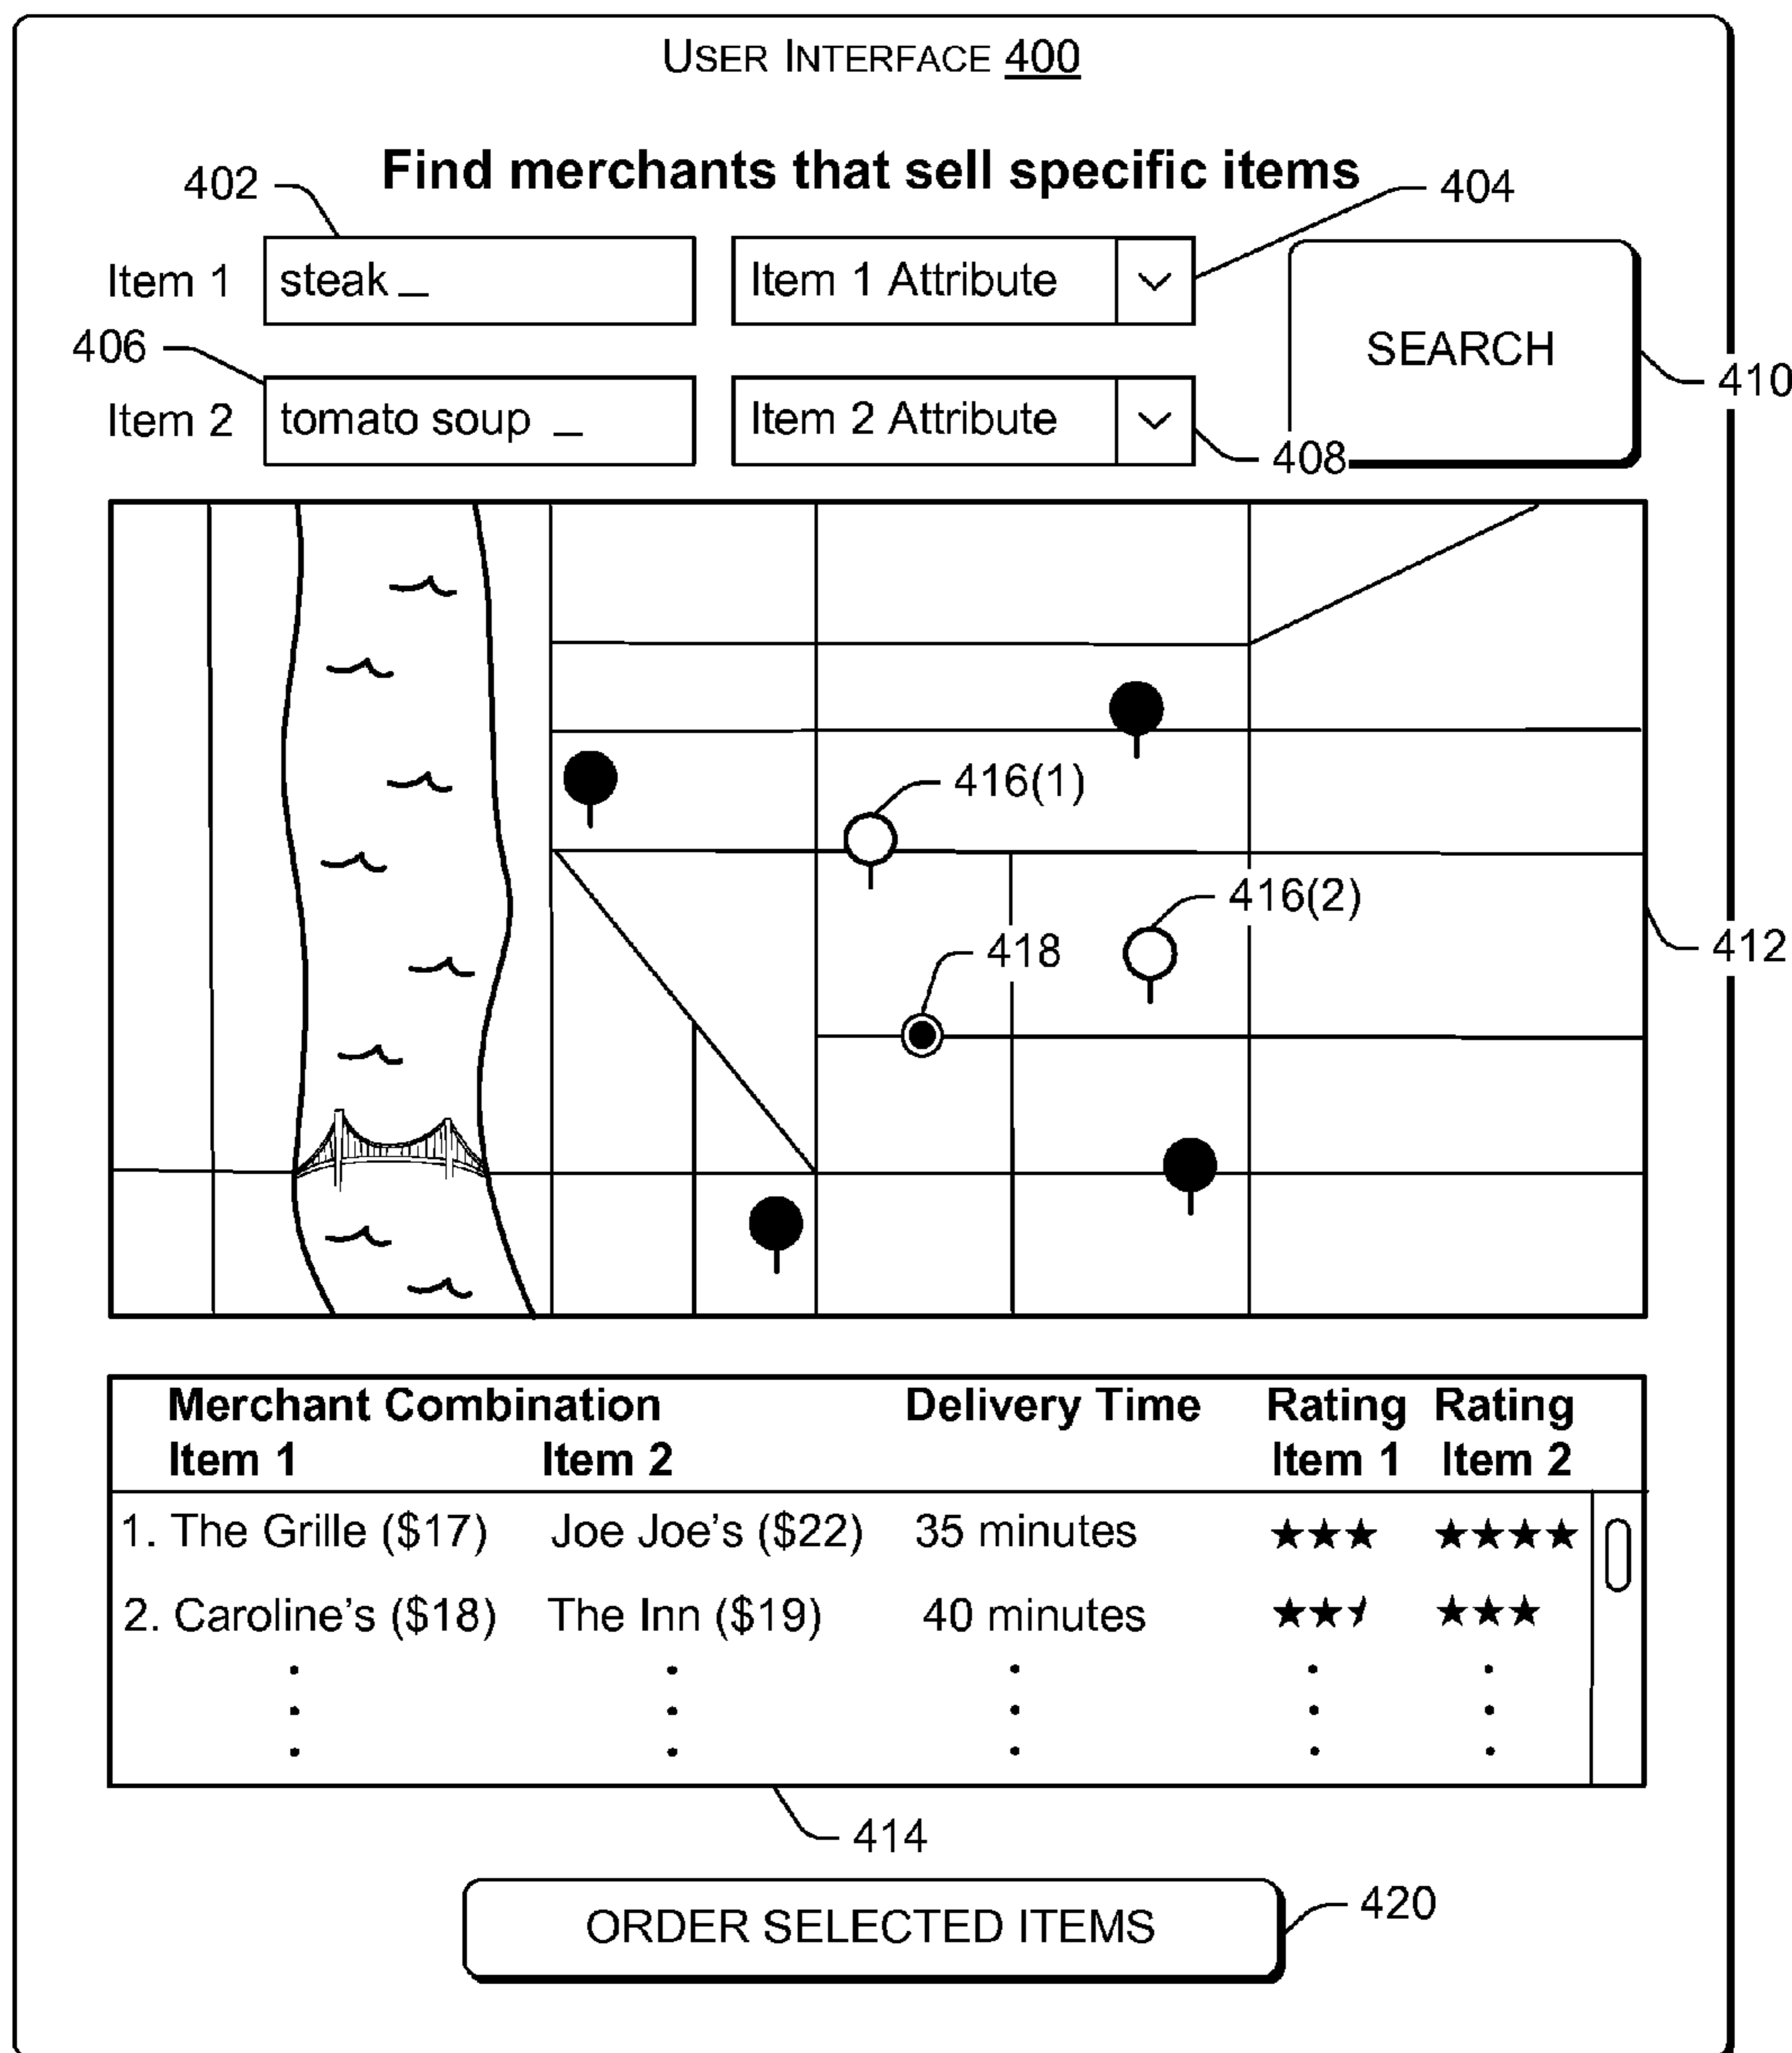 USER INTERFACE 400
Find merchants that sell specific items
402
404
Item 1 steak_ Item 1 Attribute
SEARCH
406
410
Item 2 tomato soup _ Item 2 Attribute
408
416(1)
416(2)
418
412
Merchant Combination Delivery Time Rating Rating
Item 1 Item 2 Item 1 Item 2
1. The Grille ($17) Joe Joe's ($22) 35 minutes ★★★ ★★★★
2. Caroline's ($18) The Inn ($19) 40 minutes ★★ ★★★
414
ORDER SELECTED ITEMS
420